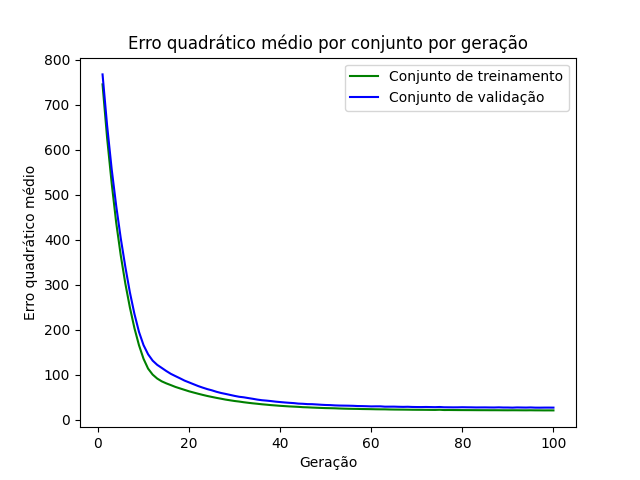 Erro quadrático médio por conjunto por geração
Conjunto de treinamento
Conjunto de validação
Erro quadrático médio
800
700
600
500
400
300
200
100
0
0 20 40 60 80 100
Geração